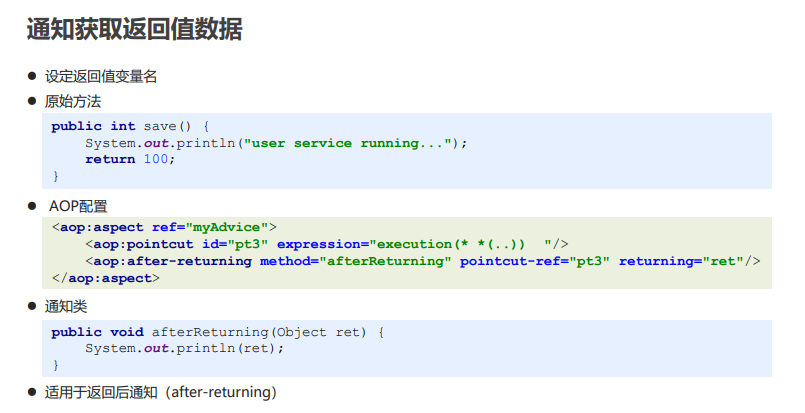 通知获取返回值数据
● 设定返回值变量名
● 原始方法
public int save() {
    System.out.println("user service running...");
    return 100;
}
● AOP配置
<aop:aspect ref="myAdvice">
    <aop:pointcut id="pt3" expression="execution(* *(..))  "/>
    <aop:after-returning method="afterReturning" pointcut-ref="pt3" returning="ret"/>
</aop:aspect>
● 通知类
public void afterReturning(Object ret) {
    System.out.println(ret);
}
● 适用于返回后通知（after-returning）